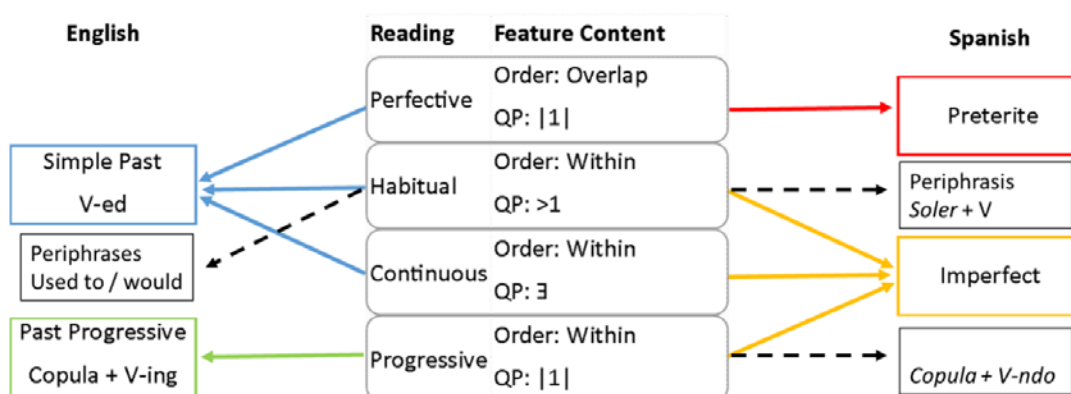 English
Reading
Feature Content
Spanish
Simple Past
V-ed
Periphrases
Used to / would
Past Progressive
Copula + V-ing
Perfective
Order: Overlap
QP: |1|
Habitual
Order: Within
QP: >1
Continuous
Order: Within
QP: ∃
Progressive
Order: Within
QP: |1|
Preterite
Periphrasis
Soler + V
Imperfect
Copula + V-ndo